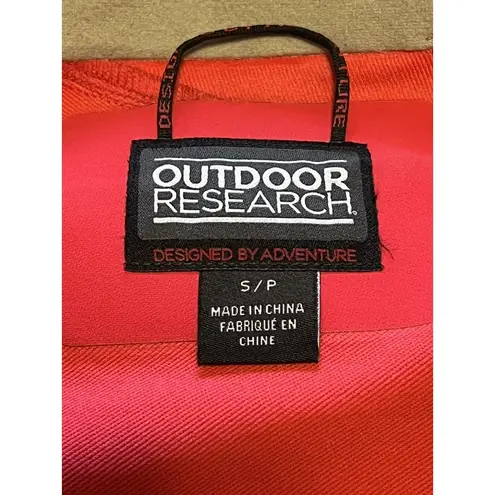 OUTDOOR
RESEARCH®
DESIGNED BY ADVENTURE
S/P
MADE IN CHINA
FABRIQUÉ EN
CHINE